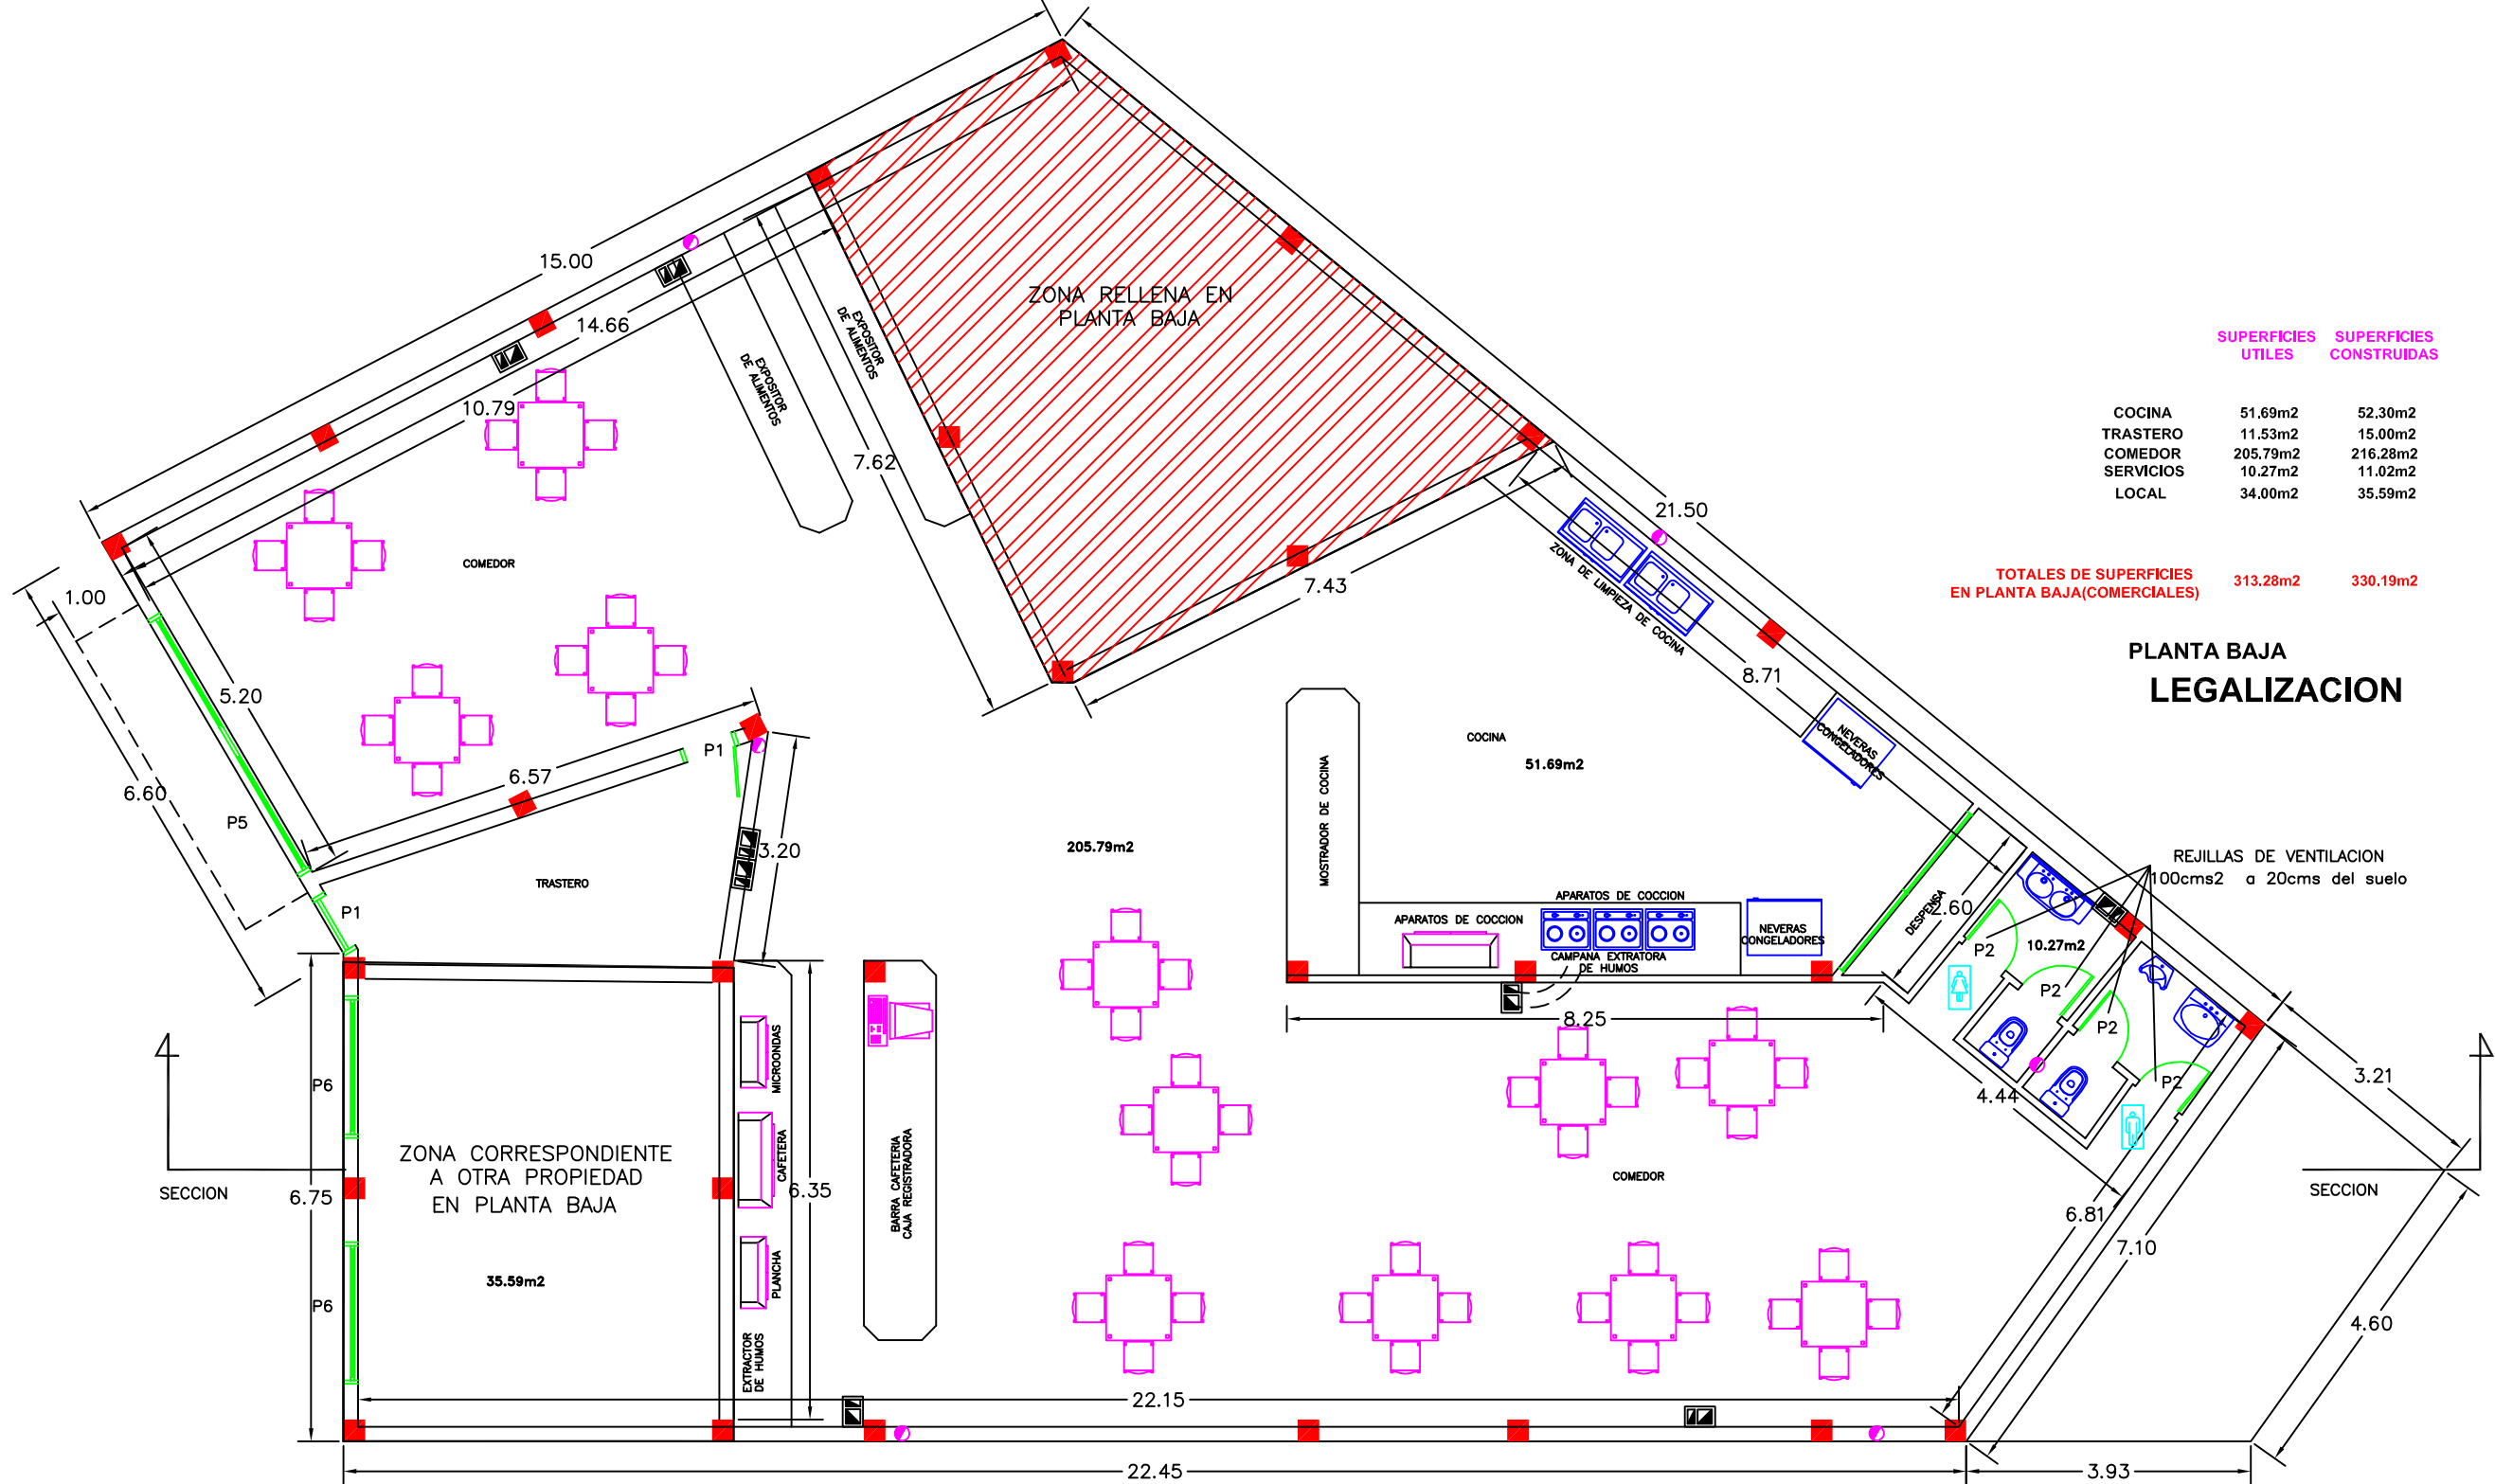 15.00
14.66
10.79
ZONA RELLENA EN
PLANTA BAJA
EXPOSITOR
DE ALIMENTOS
EXPOSITOR
DE ALIMENTOS
7.62
7.43
21.50
SUPERFICIES SUPERFICIES
UTILES CONSTRUIDAS
COCINA 51.69m2 52.30m2
TRASTERO 11.53m2 15.00m2
COMEDOR 205.79m2 216.28m2
SERVICIOS 10.27m2 11.02m2
LOCAL 34.00m2 35.59m2
TOTALES DE SUPERFICIES
EN PLANTA BAJA(COMERCIALES) 313.28m2 330.19m2
PLANTA BAJA
LEGALIZACION
COMEDOR
1.00
5.20
6.60
P5
6.57
P1
3.20
TRASTERO
P1
ZONA DE LIMPIEZA DE COCINA
8.71
COCINA
51.69m2
NEVERAS
CONGELADORES
MOSTRADOR DE COCINA
205.79m2
APARATOS DE COCCION
APARATOS DE COCCION
NEVERAS
CONGELADORES
CAMPANA EXTRATORA
DE HUMOS
8.25
DESPENSA
2.60
REJILLAS DE VENTILACION
100cms2 a 20cms del suelo
P2
10.27m2
P2
P2
P2
4.44
3.21
SECCION
SECCION
P6
6.75
P6
ZONA CORRESPONDIENTE
A OTRA PROPIEDAD
EN PLANTA BAJA
35.59m2
MICROONDAS
CAFETERA
PLANCHA
EXTRACTOR
DE HUMOS
6.35
BARRA CAFETERIA
CAJA REGISTRADORA
COMEDOR
6.81
7.10
4.60
22.15
22.45
3.93